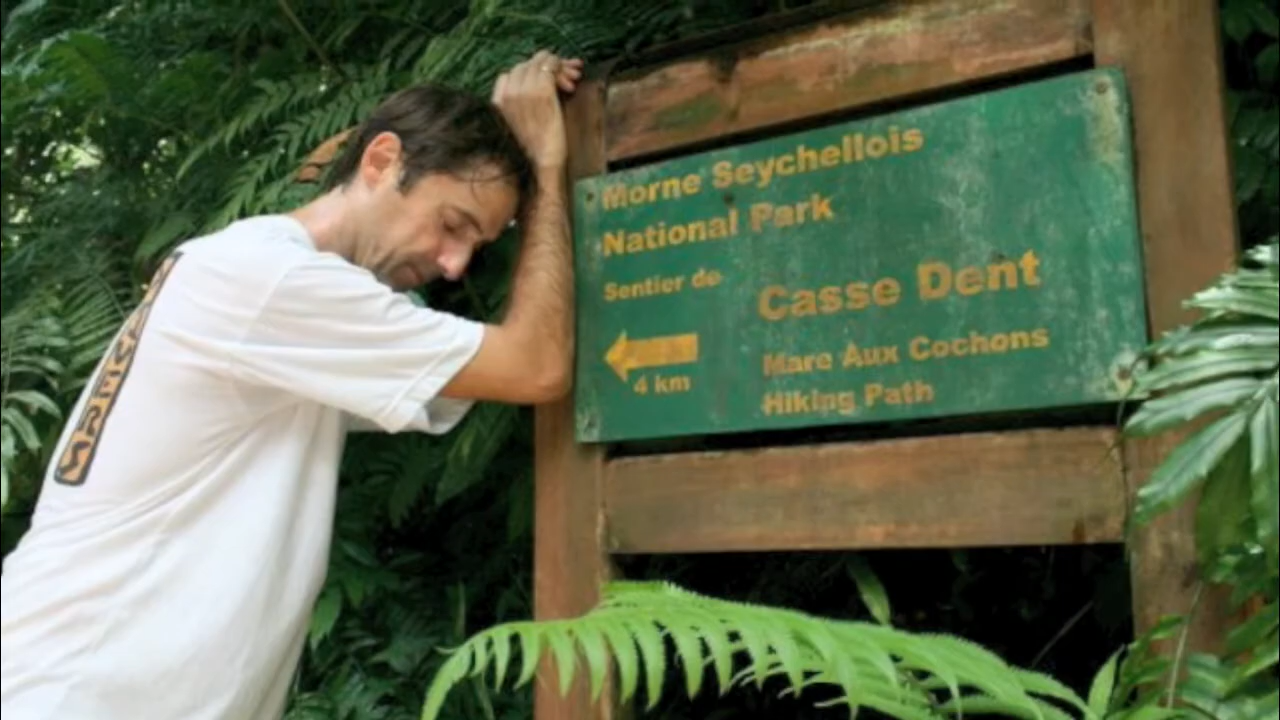 Morne Seychellois
National Park
Sentier de
Casse Dent
4 km
Mare Aux Cochons
Hiking Path